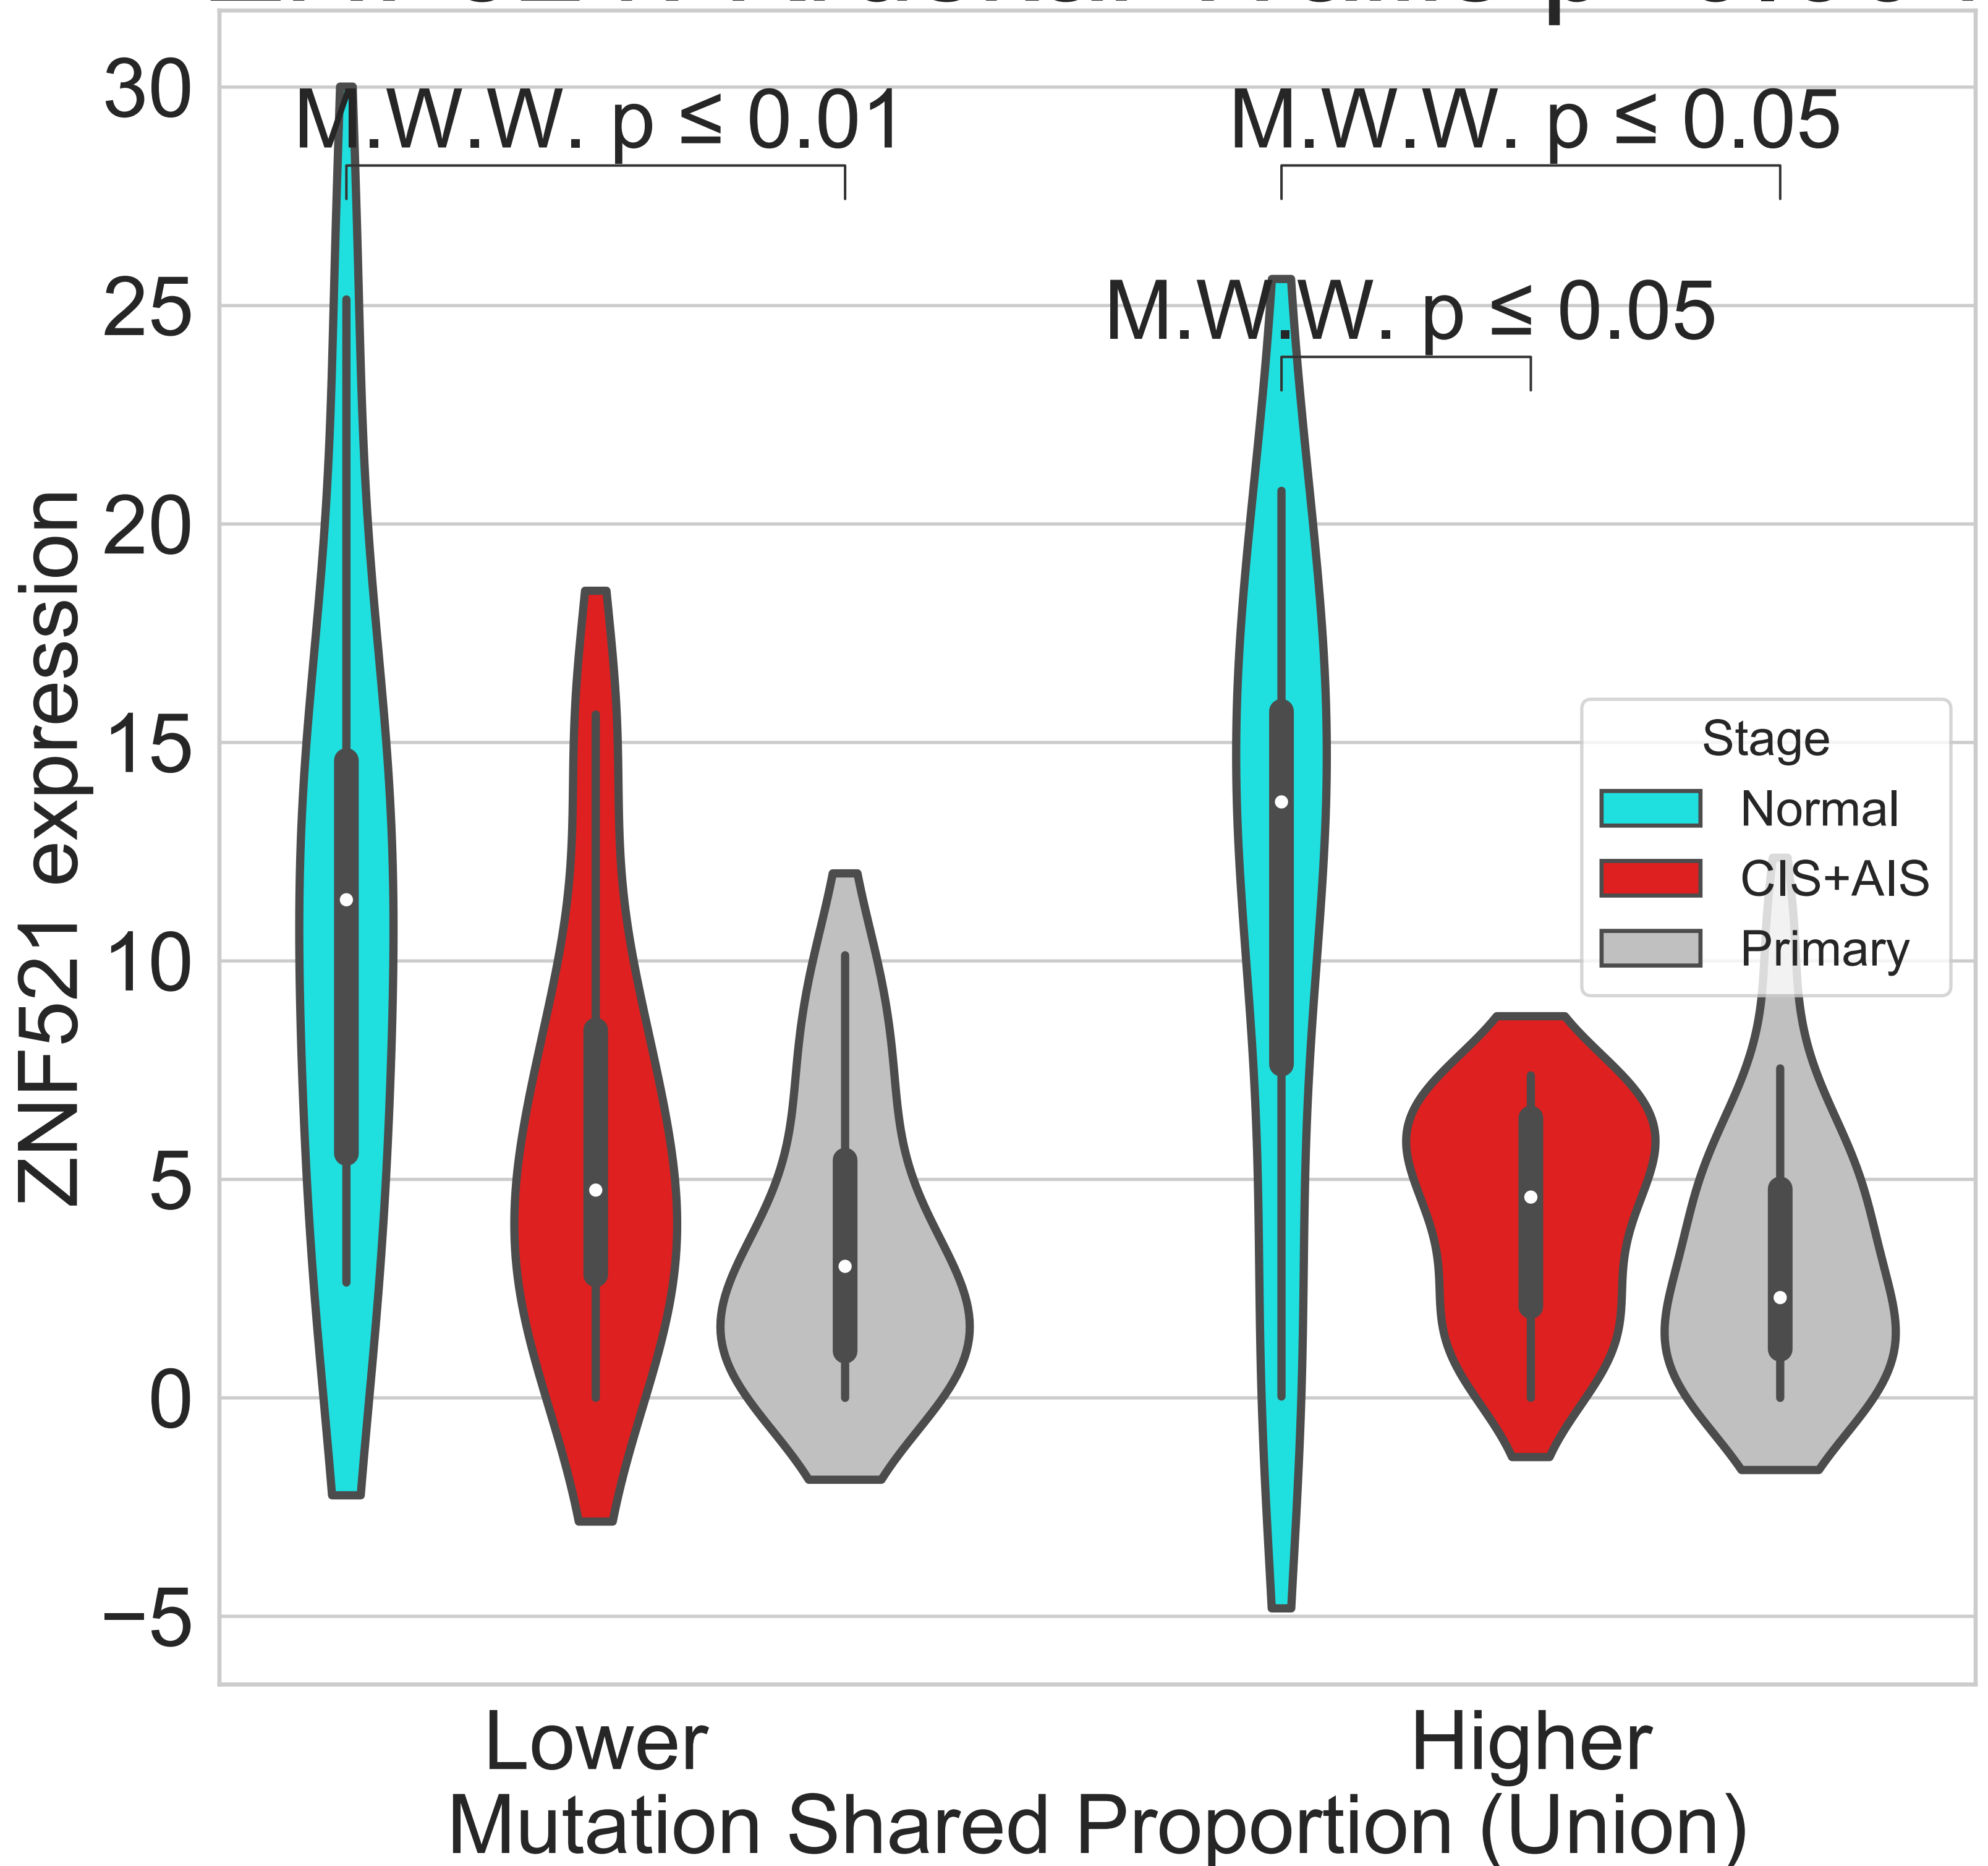 30
25
20
15
10
5
0
−5
ZNF521 expression
M.W.W. p ≤ 0.01
M.W.W. p ≤ 0.05
M.W.W. p ≤ 0.05
Stage
Normal
CIS+AIS
Primary
Lower
Higher
Mutation Shared Proportion (Union)